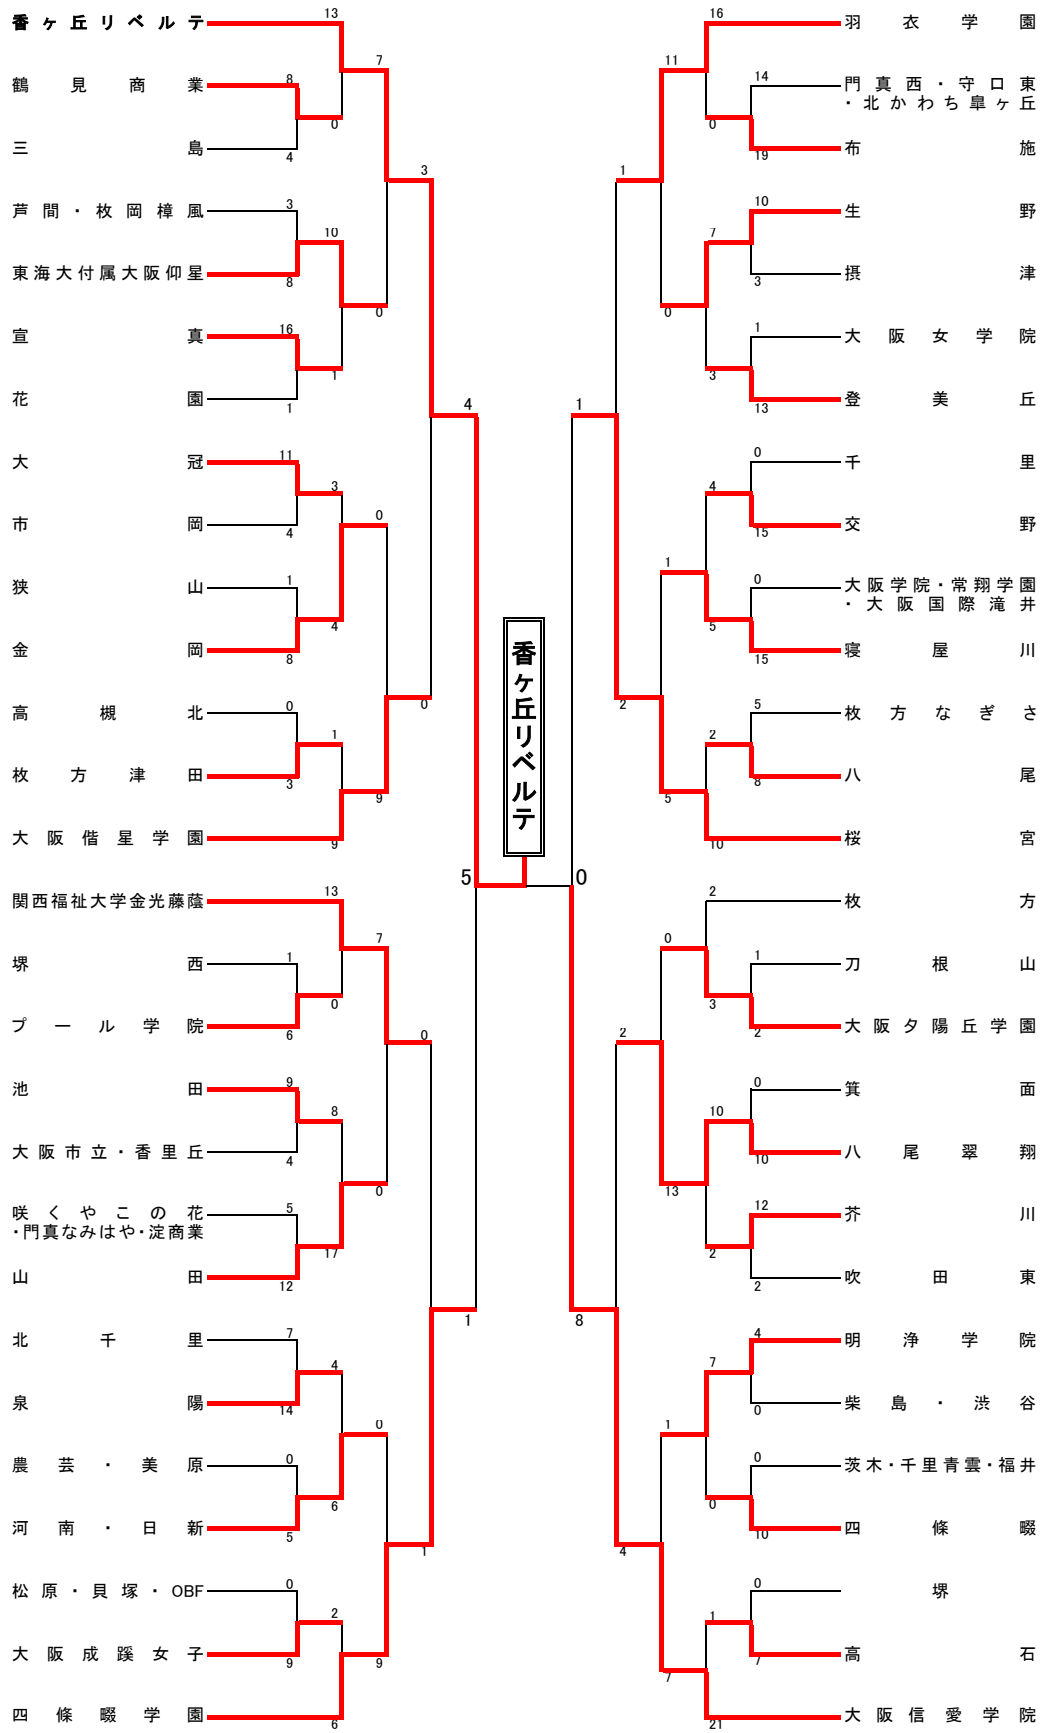 香ヶ丘リベルテ
鶴見商業
三島
芦間・枚岡樟風
東海大付属大阪仰星
宣真
花園
大冠
市岡
狭山
金岡
高槻北
枚方津田
大阪偕星学園
関西福祉大学金光藤蔭
堺西
プール学院
池田
大阪市立・香里丘
咲くやこの花
・門真なみはや・淀商業
山田
北千里
泉陽
農芸・美原
河南・日新
松原・貝塚・OBF
大阪成蹊女子
四條畷学園
13
8
4
3
8
16
1
11
4
1
8
0
3
9
13
1
6
9
4
5
12
7
14
0
5
0
9
6
0
10
1
3
4
1
0
8
17
4
6
2
7
0
0
9
7
0
0
9
3
0
0
1
4
1
5
香ヶ丘リベルテ
0
1
8
1
2
2
4
11
0
1
5
0
13
1
7
0
7
3
4
5
2
3
10
2
7
0
1
16
14
19
10
3
1
13
0
15
0
15
5
8
10
2
1
2
0
10
12
2
4
0
0
10
0
7
21
羽衣学園
門真西・守口東
・北かわち皐ヶ丘
布施
生野
摂津
大阪女学院
登美丘
千里
交野
大阪学院・常翔学園
・大阪国際滝井
寝屋川
枚方なぎさ
八尾
桜宮
枚方
刀根山
大阪夕陽丘学園
箕面
八尾翠翔
芥川
吹田東
明浄学院
柴島・渋谷
茨木・千里青雲・福井
四條畷
堺
高石
大阪信愛学院